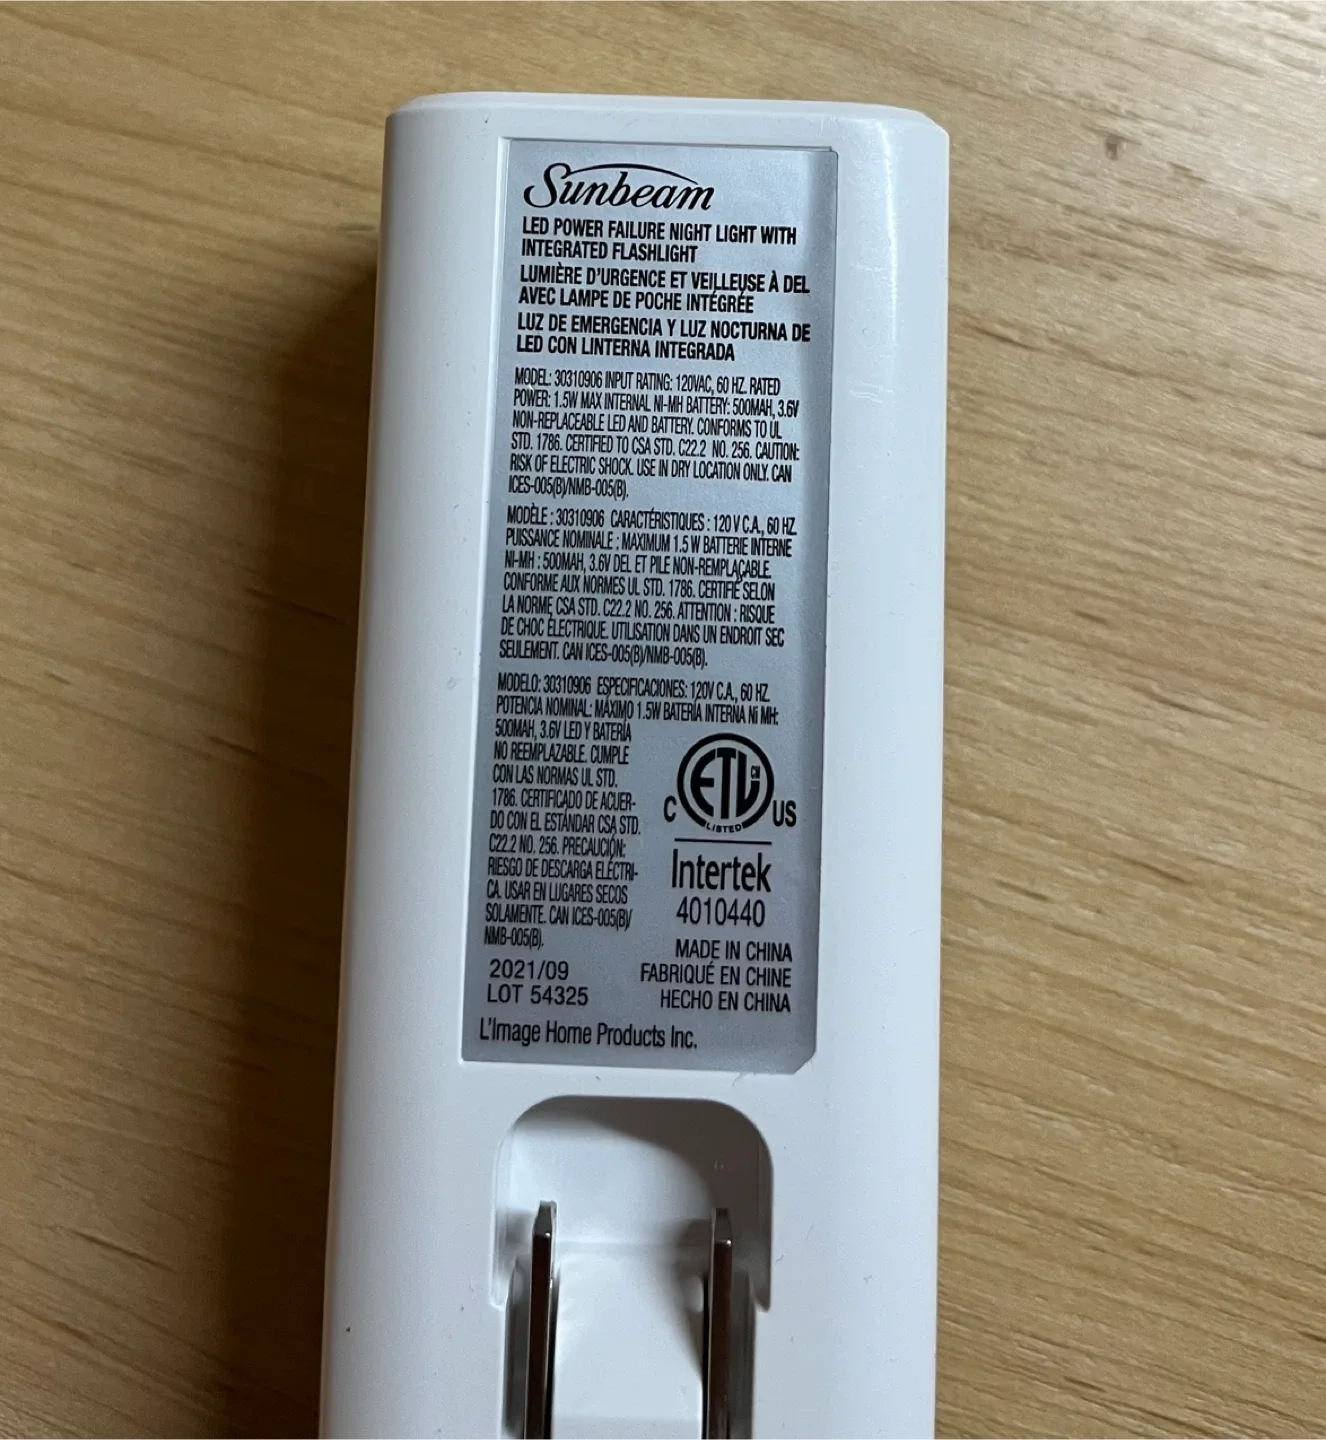 Sunbeam
LED POWER FAILURE NIGHT LIGHT WITH
INTEGRATED FLASHLIGHT
LUMIÈRE D'URGENCE ET VEILLEUSE À DEL
AVEC LAMPE DE POCHE INTÉGRÉE
LUZ DE EMERGENCIA Y LUZ NOCTURNA DE
LED CON LINTERNA INTEGRADA
MODEL: 30310906 INPUT RATING: 120VAC, 60 HZ. RATED
POWER: 1.5W MAX INTERNAL NI-MH BATTERY: 500MAH, 3.6V
NON-REPLACEABLE LED AND BATTERY. CONFORMS TO UL
STD. 1786. CERTIFIED TO CSA STD. C22.2 NO. 256. CAUTION:
RISK OF ELECTRIC SHOCK. USE IN DRY LOCATION ONLY. CAN
ICES-005(B)/NMB-005(B).
MODÈLE : 30310906 CARACTÉRISTIQUES : 120 V C.A., 60 HZ.
PUISSANCE NOMINALE : MAXIMUM 1.5 W BATTERIE INTERNE
NI-MH : 500MAH, 3.6V DEL ET PILE NON-REMPLAÇABLE.
CONFORME AUX NORMES UL STD. 1786. CERTIFIÉ SELON
LA NORME CSA STD. C22.2 NO. 256. ATTENTION : RISQUE
DE CHOC ÉLECTRIQUE. UTILISATION DANS UN ENDROIT SEC
SEULEMENT. CAN ICES-005(B)/NMB-005(B).
MODELO: 30310906 ESPECIFICACIONES: 120V C.A., 60 HZ.
POTENCIA NOMINAL: MÁXIMO 1.5W BATERÍA INTERNA Ni MH:
500MAH, 3.6V LED Y BATERÍA
NO REEMPLAZABLE. CUMPLE
CON LAS NORMAS UL STD.
1786. CERTIFICADO DE ACUER-
DO CON EL ESTÁNDAR CSA STD.
C22.2 NO. 256. PRECAUCIÓN:
RIESGO DE DESCARGA ELÉCTRI-
CA. USAR EN LUGARES SECOS
SOLAMENTE. CAN ICES-005(B)/
NMB-005(B).
C ETL CM US
LISTED
Intertek
4010440
MADE IN CHINA
FABRIQUÉ EN CHINE
HECHO EN CHINA
2021/09
LOT 54325
L'Image Home Products Inc.